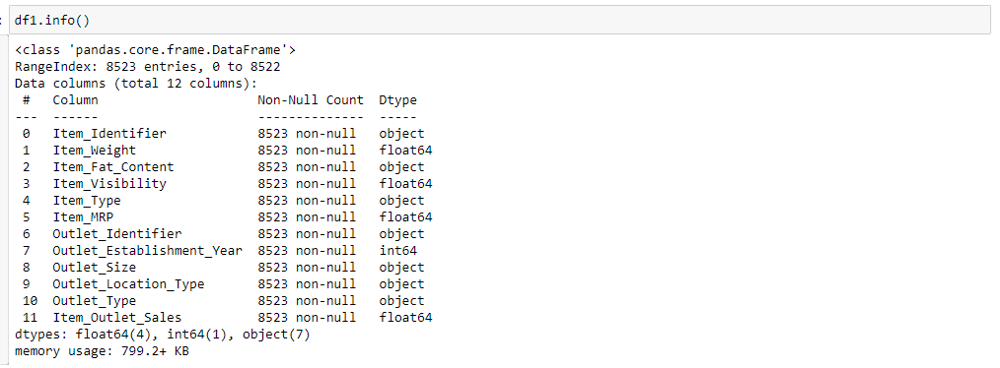 df1.info()
<class 'pandas.core.frame.DataFrame'>
RangeIndex: 8523 entries, 0 to 8522
Data columns (total 12 columns):
 #   Column                     Non-Null Count  Dtype
---  ------                     --------------  -----
 0   Item_Identifier            8523 non-null   object
 1   Item_Weight                8523 non-null   float64
 2   Item_Fat_Content           8523 non-null   object
 3   Item_Visibility            8523 non-null   float64
 4   Item_Type                  8523 non-null   object
 5   Item_MRP                   8523 non-null   float64
 6   Outlet_Identifier          8523 non-null   object
 7   Outlet_Establishment_Year  8523 non-null   int64
 8   Outlet_Size                8523 non-null   object
 9   Outlet_Location_Type       8523 non-null   object
 10  Outlet_Type                8523 non-null   object
 11  Item_Outlet_Sales          8523 non-null   float64
dtypes: float64(4), int64(1), object(7)
memory usage: 799.2+ KB